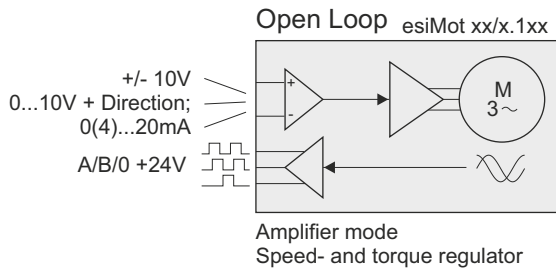 Open Loop esiMot xx/x.1xx
+/- 10V
0...10V + Direction;
0(4)...20mA
+
-
M
3~
A/B/0 +24V
Amplifier mode
Speed- and torque regulator